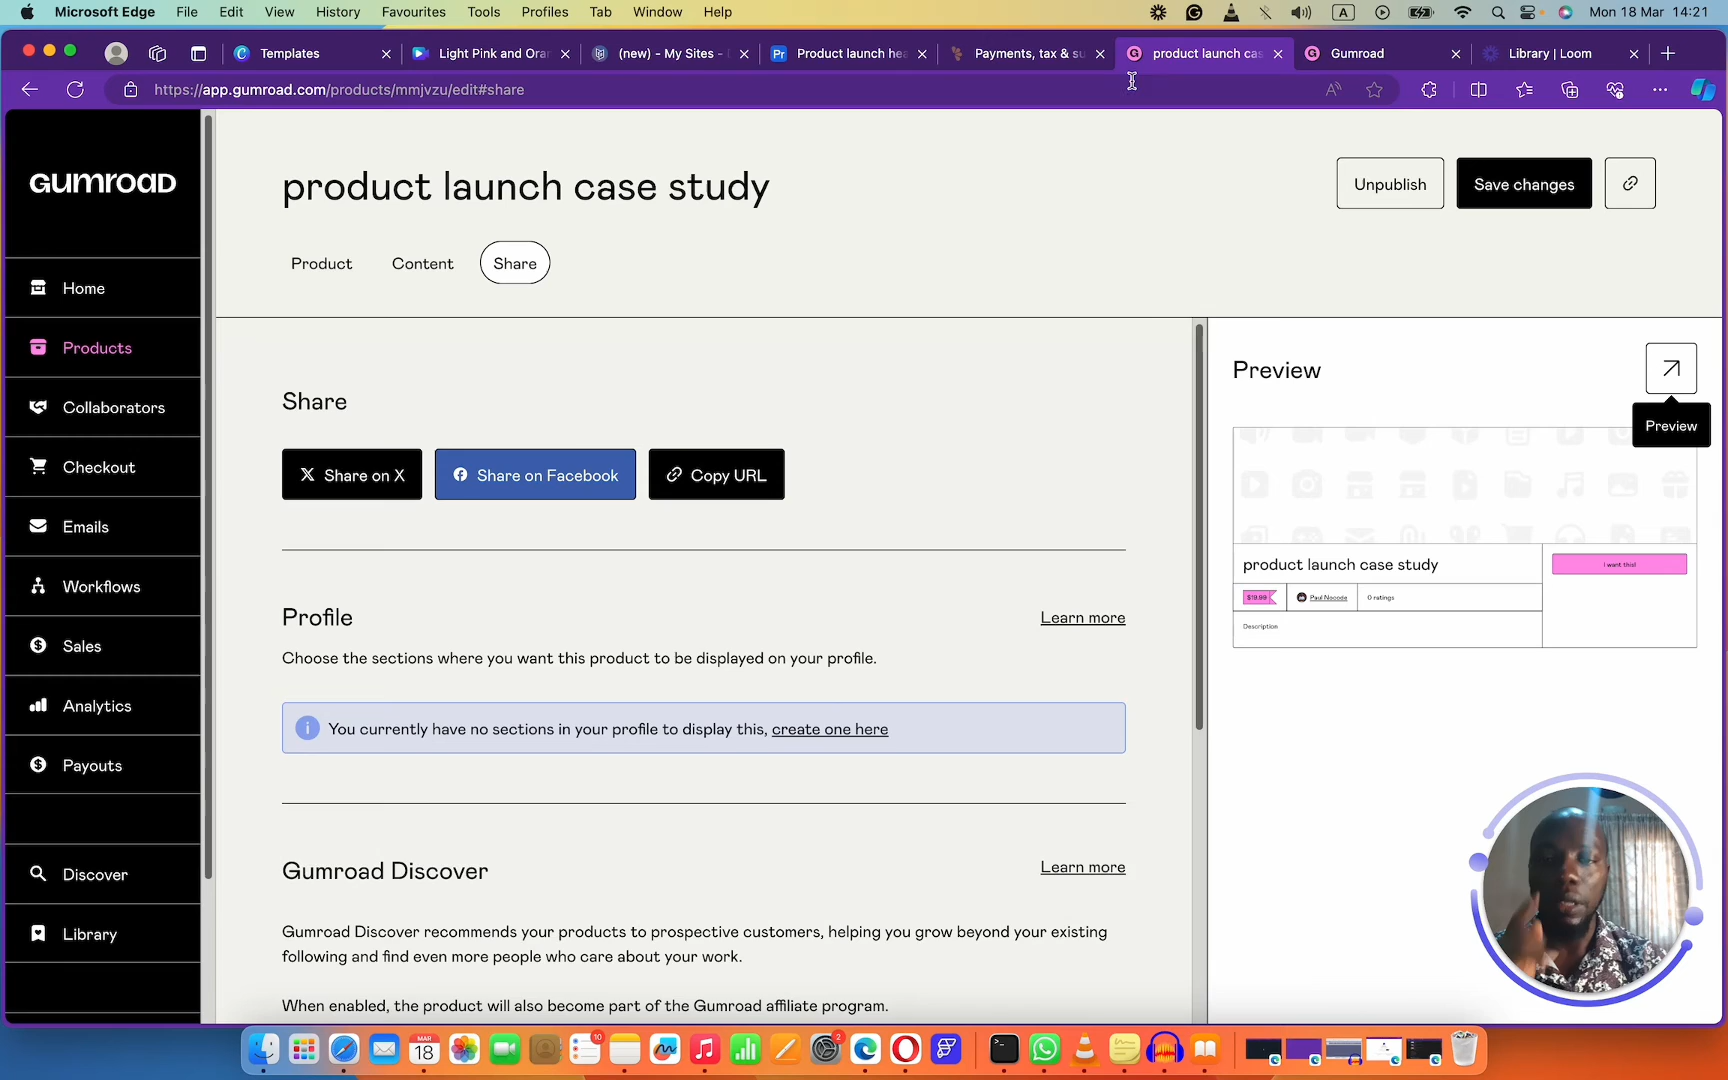 Microsoft Edge File Edit View History Favourites Tools Profiles Tab Window Help
A
Mon 18 Mar 14:21
Templates
Light Pink and Ora
(new) - My Sites -
Product launch hea
Payments, tax & su
product launch cas
Gumroad
Library | Loom
https://app.gumroad.com/products/mmjvzu/edit#share
GUMROAD
product launch case study
Unpublish
Save changes
Product
Content
Share
Home
Products
Collaborators
Checkout
Emails
Workflows
Sales
Analytics
Payouts
Discover
Library
Share
Share on X
Share on Facebook
Copy URL
Profile
Learn more
Choose the sections where you want this product to be displayed on your profile.
You currently have no sections in your profile to display this, create one here
Gumroad Discover
Learn more
Gumroad Discover recommends your products to prospective customers, helping you grow beyond your existing
following and find even more people who care about your work.
When enabled, the product will also become part of the Gumroad affiliate program.
Preview
Preview
product launch case study
I want this!
$19.99
Paul Nocode
0 ratings
Description
MAR
18
10
2